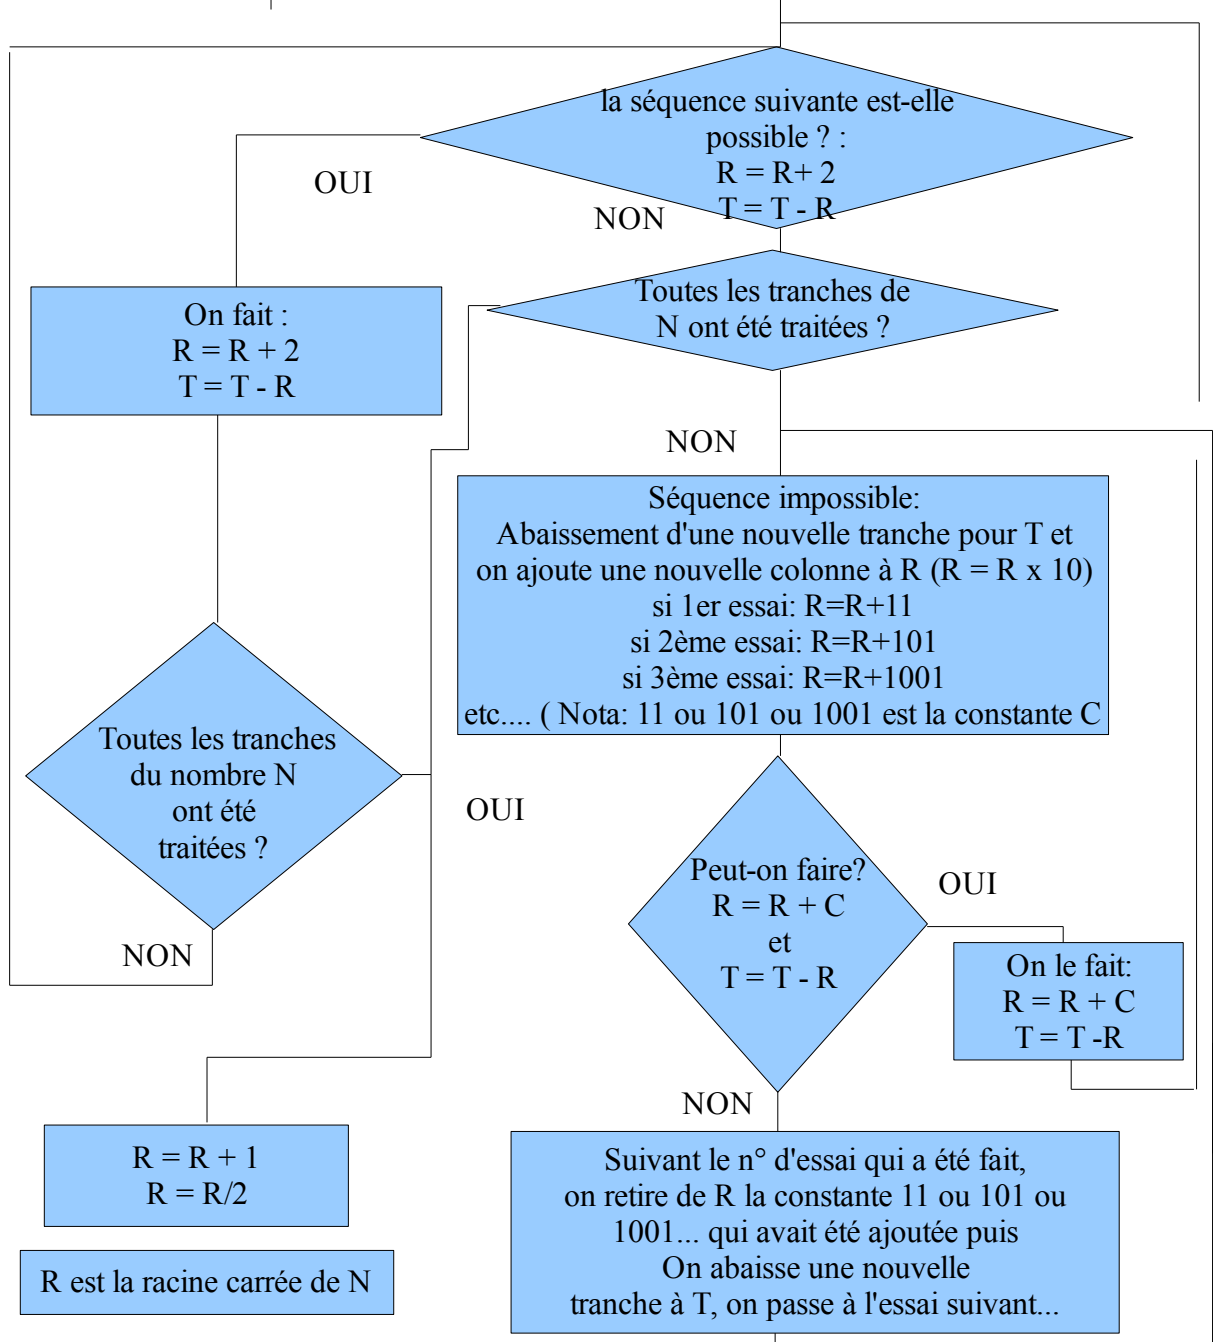 la séquence suivante est-elle
possible ? :
R = R+ 2
T = T - R
OUI
NON
On fait :
R = R + 2
T = T - R
Toutes les tranches de
N ont été traitées ?
NON
Séquence impossible:
Abaissement d'une nouvelle tranche pour T et
on ajoute une nouvelle colonne à R (R = R x 10)
si 1er essai: R=R+11
si 2ème essai: R=R+101
si 3ème essai: R=R+1001
etc.... ( Nota: 11 ou 101 ou 1001 est la constante C
Toutes les tranches
du nombre N
ont été
traitées ?
OUI
NON
Peut-on faire?
R = R + C
et
T = T - R
OUI
On le fait:
R = R + C
T = T -R
NON
R = R + 1
R = R/2
R est la racine carrée de N
Suivant le n° d'essai qui a été fait,
on retire de R la constante 11 ou 101 ou
1001... qui avait été ajoutée puis
On abaisse une nouvelle
tranche à T, on passe à l'essai suivant...